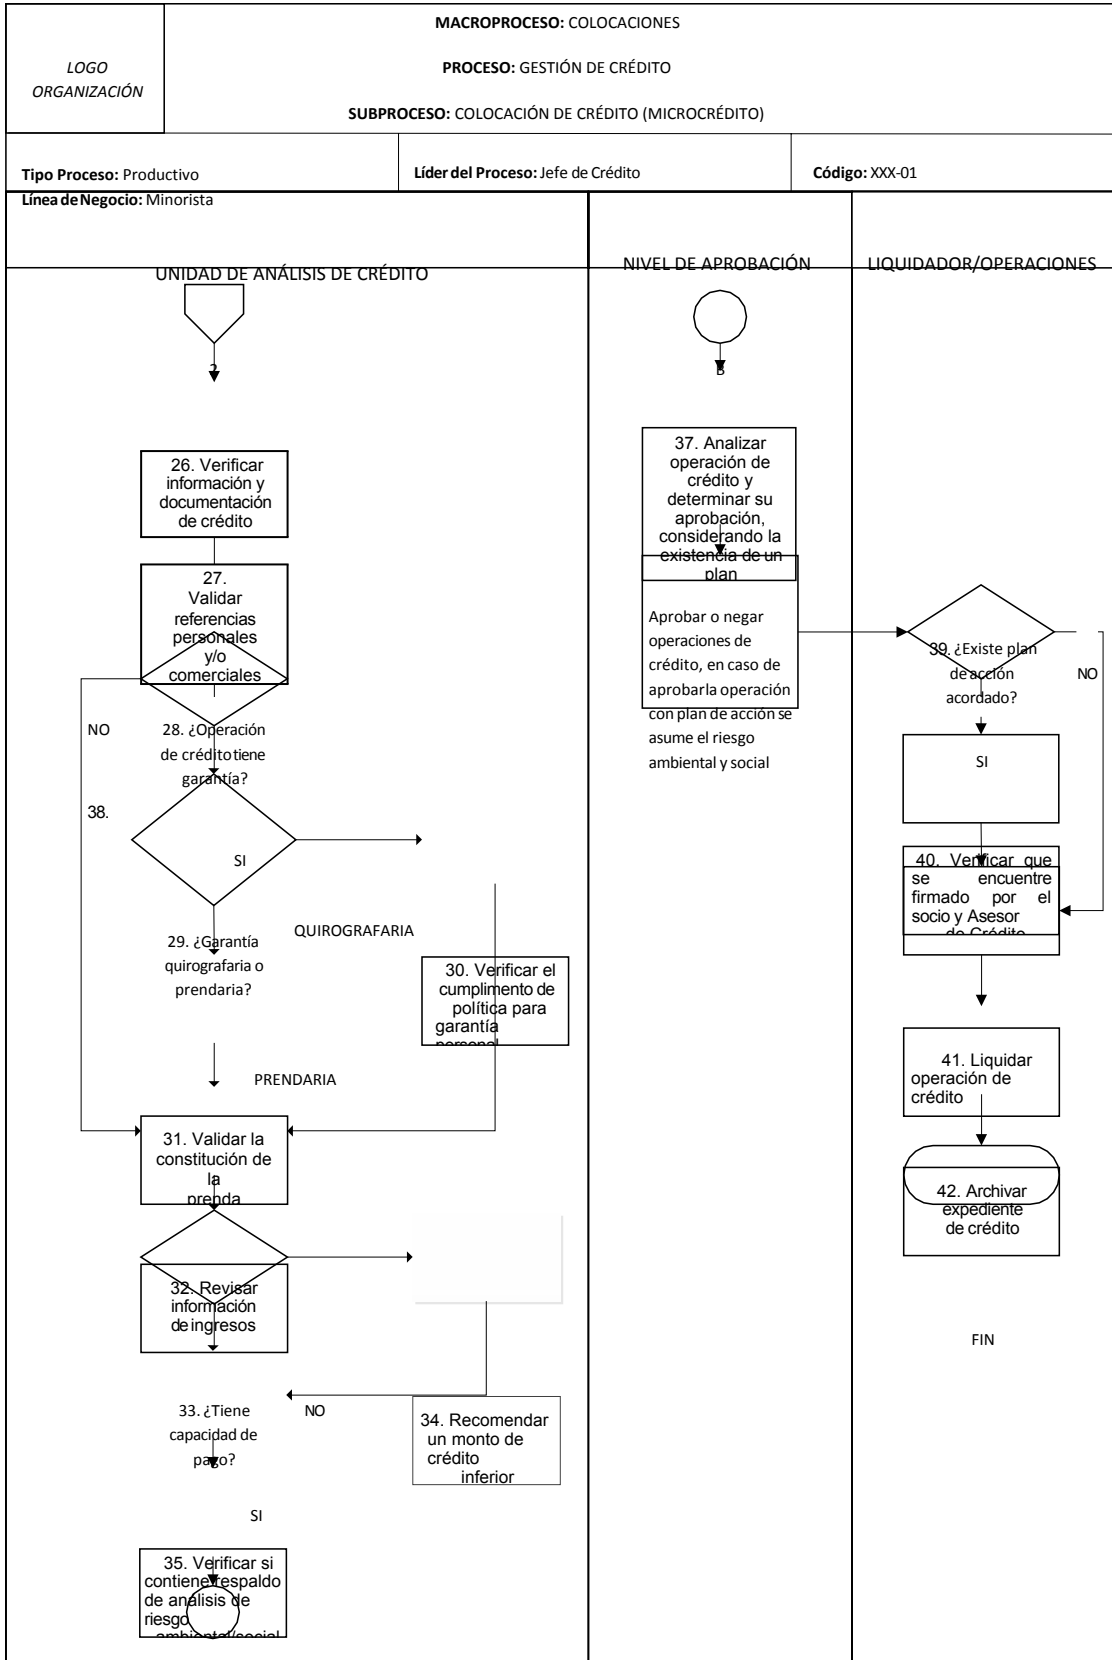 MACROPROCESO: COLOCACIONES
LOGO
ORGANIZACIÓN
PROCESO: GESTIÓN DE CRÉDITO
SUBPROCESO: COLOCACIÓN DE CRÉDITO (MICROCRÉDITO)
Tipo Proceso: Productivo
Líder del Proceso: Jefe de Crédito
Código: XXX-01
Línea de Negocio: Minorista
UNIDAD DE ANÁLISIS DE CRÉDITO
NIVEL DE APROBACIÓN
LIQUIDADOR/OPERACIONES
2
26. Verificar
información y
documentación
de crédito
27.
Validar
referencias
personales
y/o
comerciales
NO
28. ¿Operación
de crédito tiene
garantía?
38.
SI
29. ¿Garantía
quirografaria o
prendaria?
QUIROGRAFARIA
30. Verificar el
cumplimento de
política para
garantía
personal
PRENDARIA
31. Validar la
constitución de
la
prenda
32. Revisar
información
de ingresos
33. ¿Tiene
capacidad de
pago?
NO
34. Recomendar
un monto de
crédito
inferior
SI
35. Verificar si
contiene respaldo
de análisis de
riesgo
ambiental/social
B
37. Analizar
operación de
crédito y
determinar su
aprobación,
considerando la
existencia de un
plan
Aprobar o negar
operaciones de
crédito, en caso de
aprobarla operación
con plan de acción se
asume el riesgo
ambiental y social
39. ¿Existe plan
de acción
acordado?
NO
SI
40. Verificar que
se encuentre
firmado por el
socio y Asesor
de Crédito
41. Liquidar
operación de
crédito
42. Archivar
expediente
de crédito
FIN